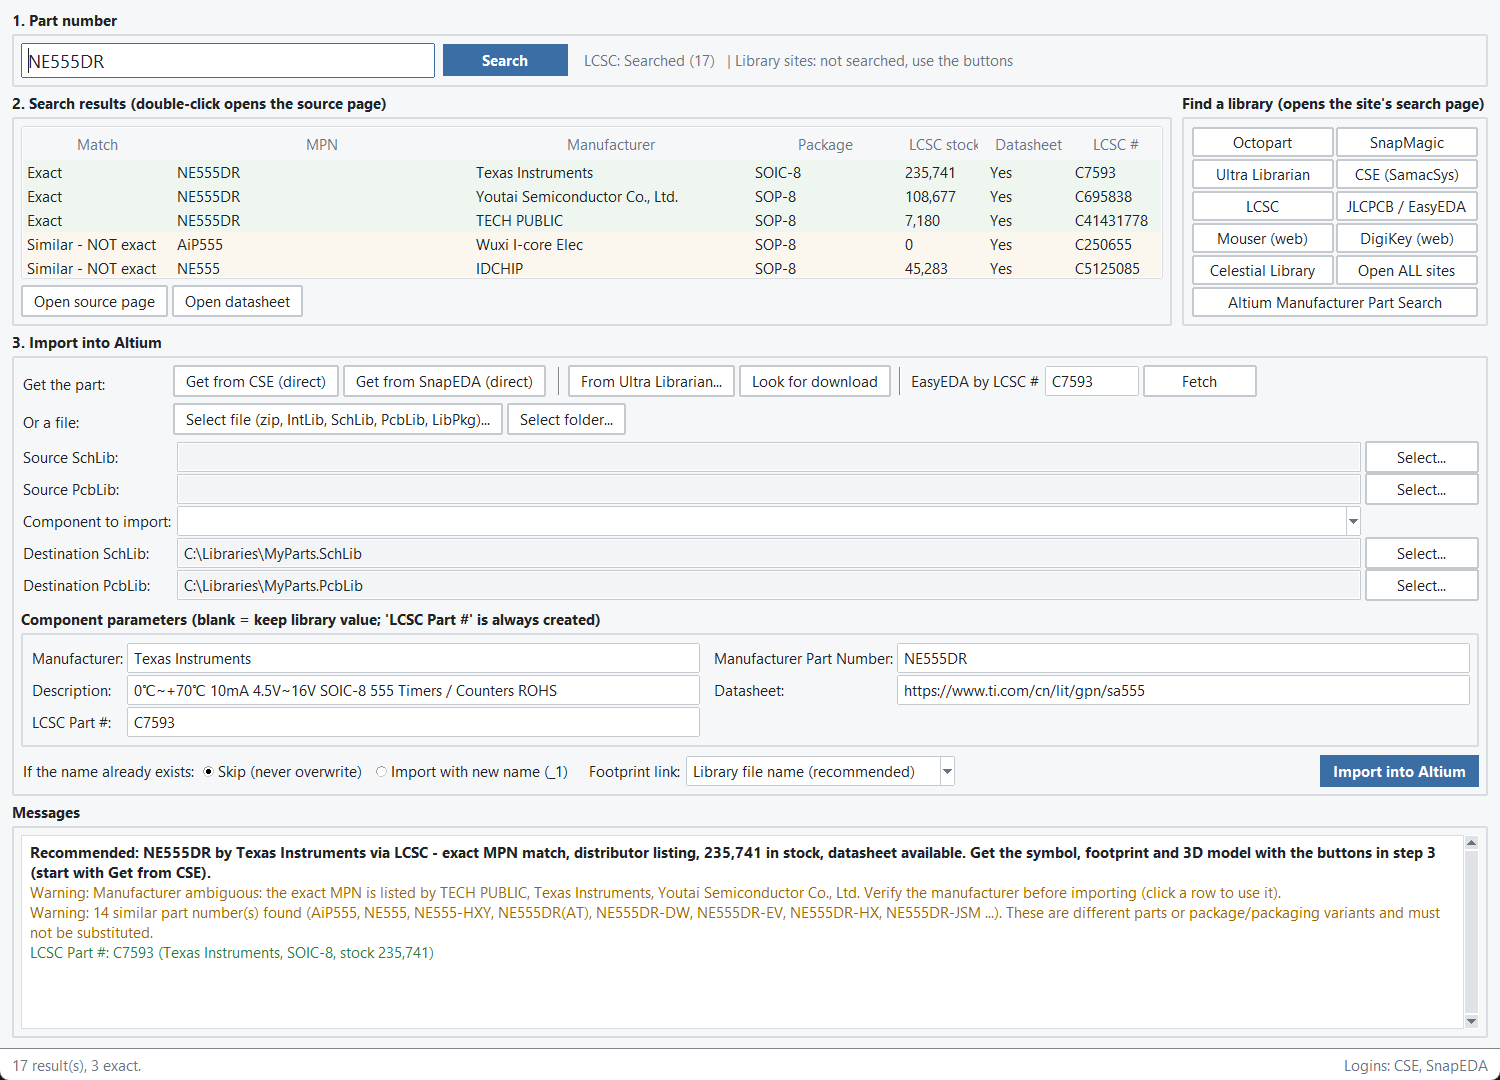 1. Part number
NE555DR
Search
LCSC: Searched (17) | Library sites: not searched, use the buttons
2. Search results (double-click opens the source page)
Match MPN Manufacturer Package LCSC stock Datasheet LCSC #
Exact NE555DR Texas Instruments SOIC-8 235,741 Yes C7593
Exact NE555DR Youtai Semiconductor Co., Ltd. SOP-8 108,677 Yes C695838
Exact NE555DR TECH PUBLIC SOP-8 7,180 Yes C41431778
Similar - NOT exact AiP555 Wuxi I-core Elec SOP-8 0 Yes C250655
Similar - NOT exact NE555 IDCHIP SOP-8 45,283 Yes C5125085
Open source page Open datasheet
Find a library (opens the site's search page)
Octopart SnapMagic
Ultra Librarian CSE (SamacSys)
LCSC JLCPCB / EasyEDA
Mouser (web) DigiKey (web)
Celestial Library Open ALL sites
Altium Manufacturer Part Search
3. Import into Altium
Get the part: Get from CSE (direct) Get from SnapEDA (direct) From Ultra Librarian... Look for download EasyEDA by LCSC # C7593 Fetch
Or a file: Select file (zip, IntLib, SchLib, PcbLib, LibPkg)... Select folder...
Source SchLib: Select...
Source PcbLib: Select...
Component to import:
Destination SchLib: C:\Libraries\MyParts.SchLib Select...
Destination PcbLib: C:\Libraries\MyParts.PcbLib Select...
Component parameters (blank = keep library value; 'LCSC Part #' is always created)
Manufacturer: Texas Instruments Manufacturer Part Number: NE555DR
Description: 0℃~+70℃ 10mA 4.5V~16V SOIC-8 555 Timers / Counters ROHS Datasheet: https://www.ti.com/cn/lit/gpn/sa555
LCSC Part #: C7593
If the name already exists: Skip (never overwrite) Import with new name (_1) Footprint link: Library file name (recommended) Import into Altium
Messages
Recommended: NE555DR by Texas Instruments via LCSC - exact MPN match, distributor listing, 235,741 in stock, datasheet available. Get the symbol, footprint and 3D model with the buttons in step 3
(start with Get from CSE).
Warning: Manufacturer ambiguous: the exact MPN is listed by TECH PUBLIC, Texas Instruments, Youtai Semiconductor Co., Ltd. Verify the manufacturer before importing (click a row to use it).
Warning: 14 similar part number(s) found (AiP555, NE555, NE555-HXY, NE555DR(AT), NE555DR-DW, NE555DR-EV, NE555DR-HX, NE555DR-JSM ...). These are different parts or package/packaging variants and must
not be substituted.
LCSC Part #: C7593 (Texas Instruments, SOIC-8, stock 235,741)
17 result(s), 3 exact. Logins: CSE, SnapEDA